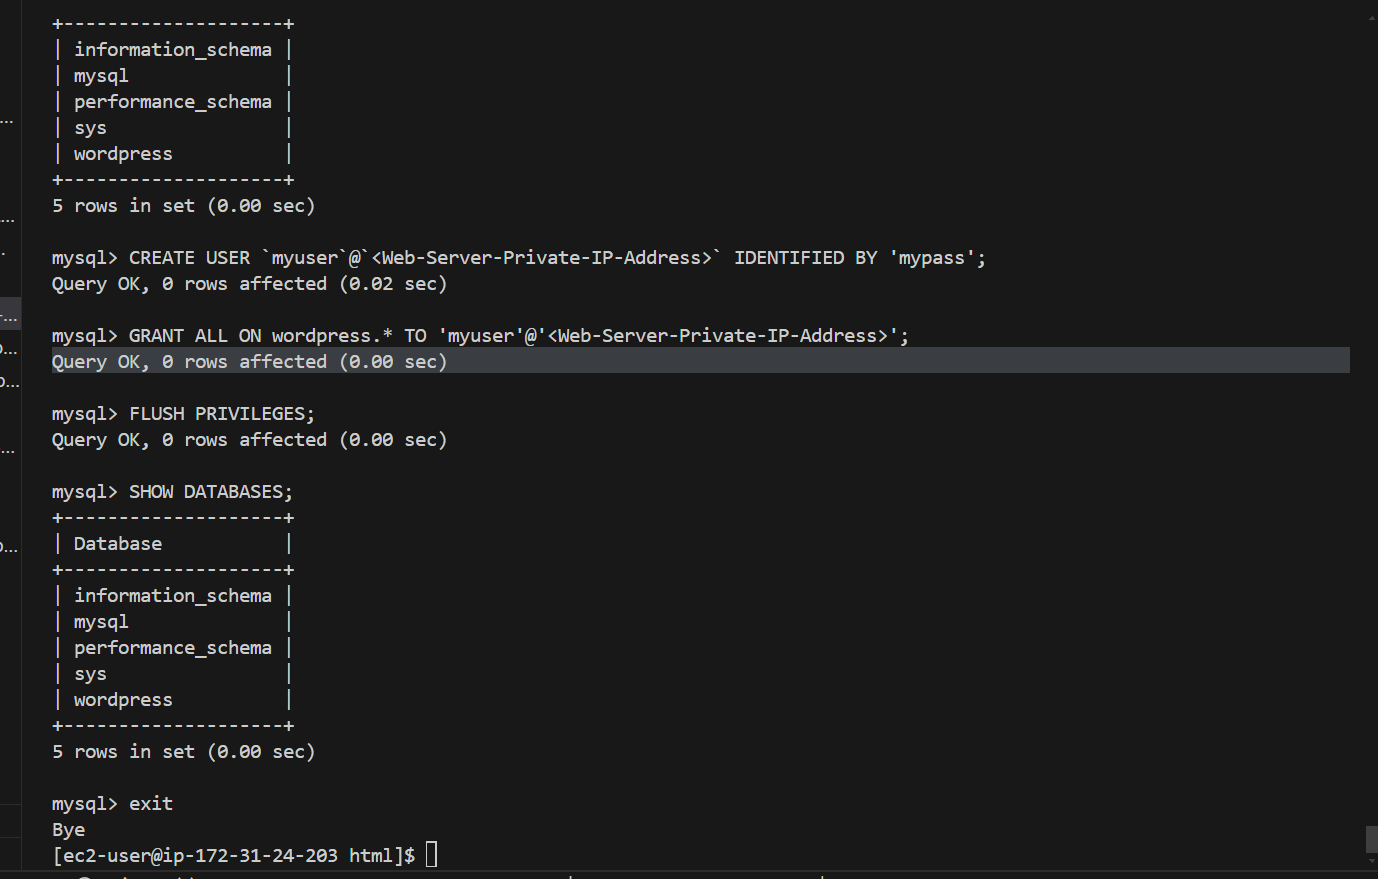 +--------------------+
| information_schema |
| mysql              |
| performance_schema |
| sys                |
| wordpress          |
+--------------------+
5 rows in set (0.00 sec)
mysql> CREATE USER `myuser`@`<Web-Server-Private-IP-Address>` IDENTIFIED BY 'mypass';
Query OK, 0 rows affected (0.02 sec)
mysql> GRANT ALL ON wordpress.* TO 'myuser'@'<Web-Server-Private-IP-Address>';
Query OK, 0 rows affected (0.00 sec)
mysql> FLUSH PRIVILEGES;
Query OK, 0 rows affected (0.00 sec)
mysql> SHOW DATABASES;
+--------------------+
| Database           |
+--------------------+
| information_schema |
| mysql              |
| performance_schema |
| sys                |
| wordpress          |
+--------------------+
5 rows in set (0.00 sec)
mysql> exit
Bye
[ec2-user@ip-172-31-24-203 html]$